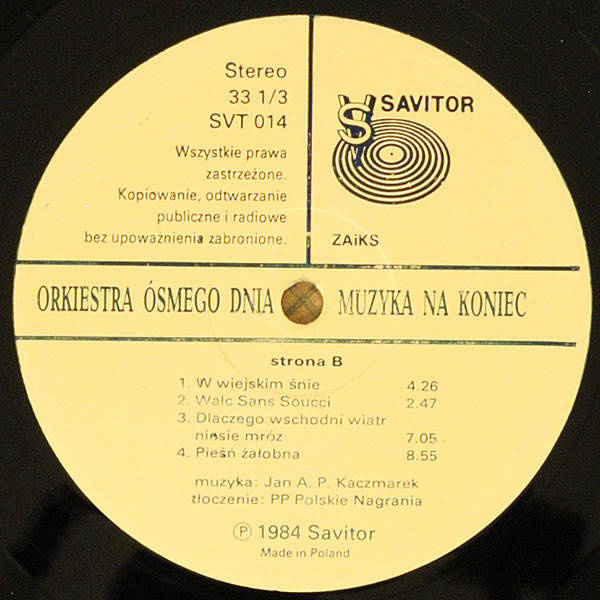 Stereo
33 1/3
SVT 014
Wszystkie prawa
zastrzeżone.
Kopiowanie, odtwarzanie
publiczne i radiowe
bez upoważnienia zabronione.
SAVITOR
ZAiKS
ORKIESTRA ÓSMEGO DNIA MUZYKA NA KONIEC
strona B
1. W wiejskim śnie 4.26
2. Walc Sans Soucci 2.47
3. Dlaczego wschodni wiatr
niesie mróz 7.05
4. Pieśń żałobna 8.55
muzyka: Jan A. P. Kaczmarek
tłoczenie: PP Polskie Nagrania
Ⓟ 1984 Savitor
Made in Poland